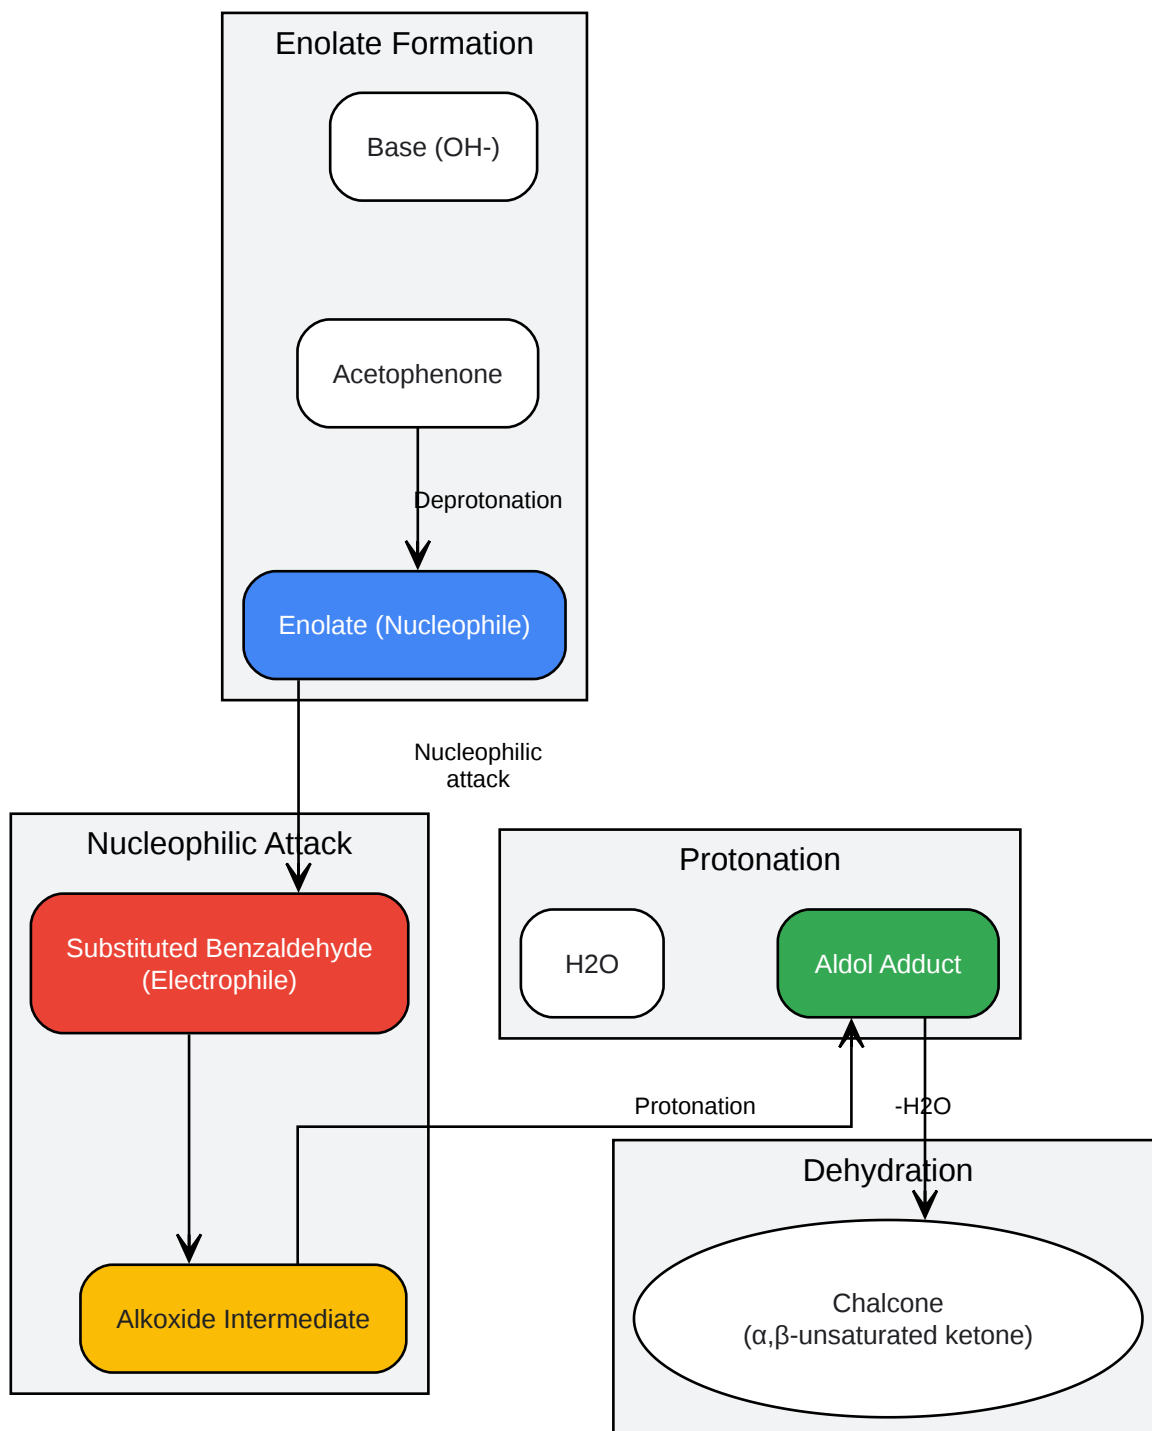 Enolate Formation
Base (OH-)
Acetophenone
Deprotonation
Enolate (Nucleophile)
Nucleophilic
attack
Nucleophilic Attack
Substituted Benzaldehyde
(Electrophile)
Alkoxide Intermediate
Protonation
H2O
Aldol Adduct
Protonation
-H2O
Dehydration
Chalcone
(α,β-unsaturated ketone)